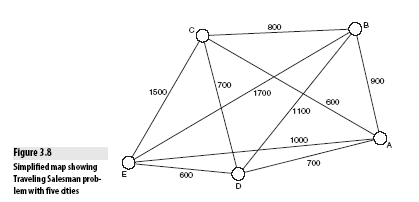 C
800
B
1500
700
1700
600
900
1100
1000
A
Figure 3.8
Simplified map showing
Traveling Salesman prob-
lem with five cities
E
600
D
700